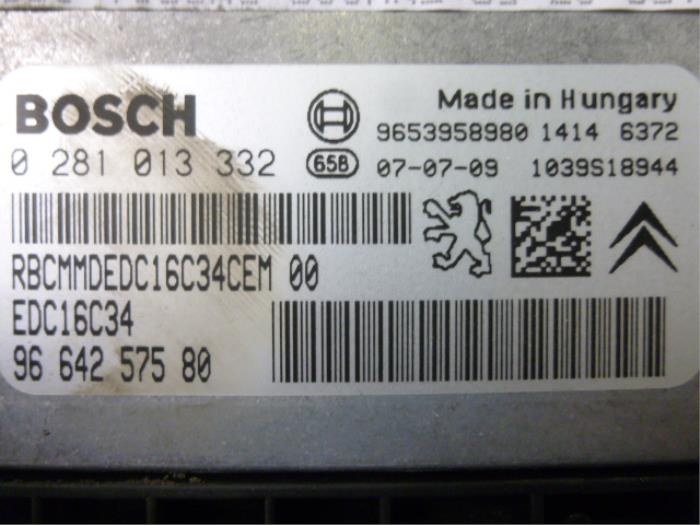 BOSCH
Made in Hungary
9653958980 1414 6372
0 281 013 332
658
07-07-09 1039S18944
RBCMMDEDC16C34CEM 00
EDC16C34
96 642 575 80